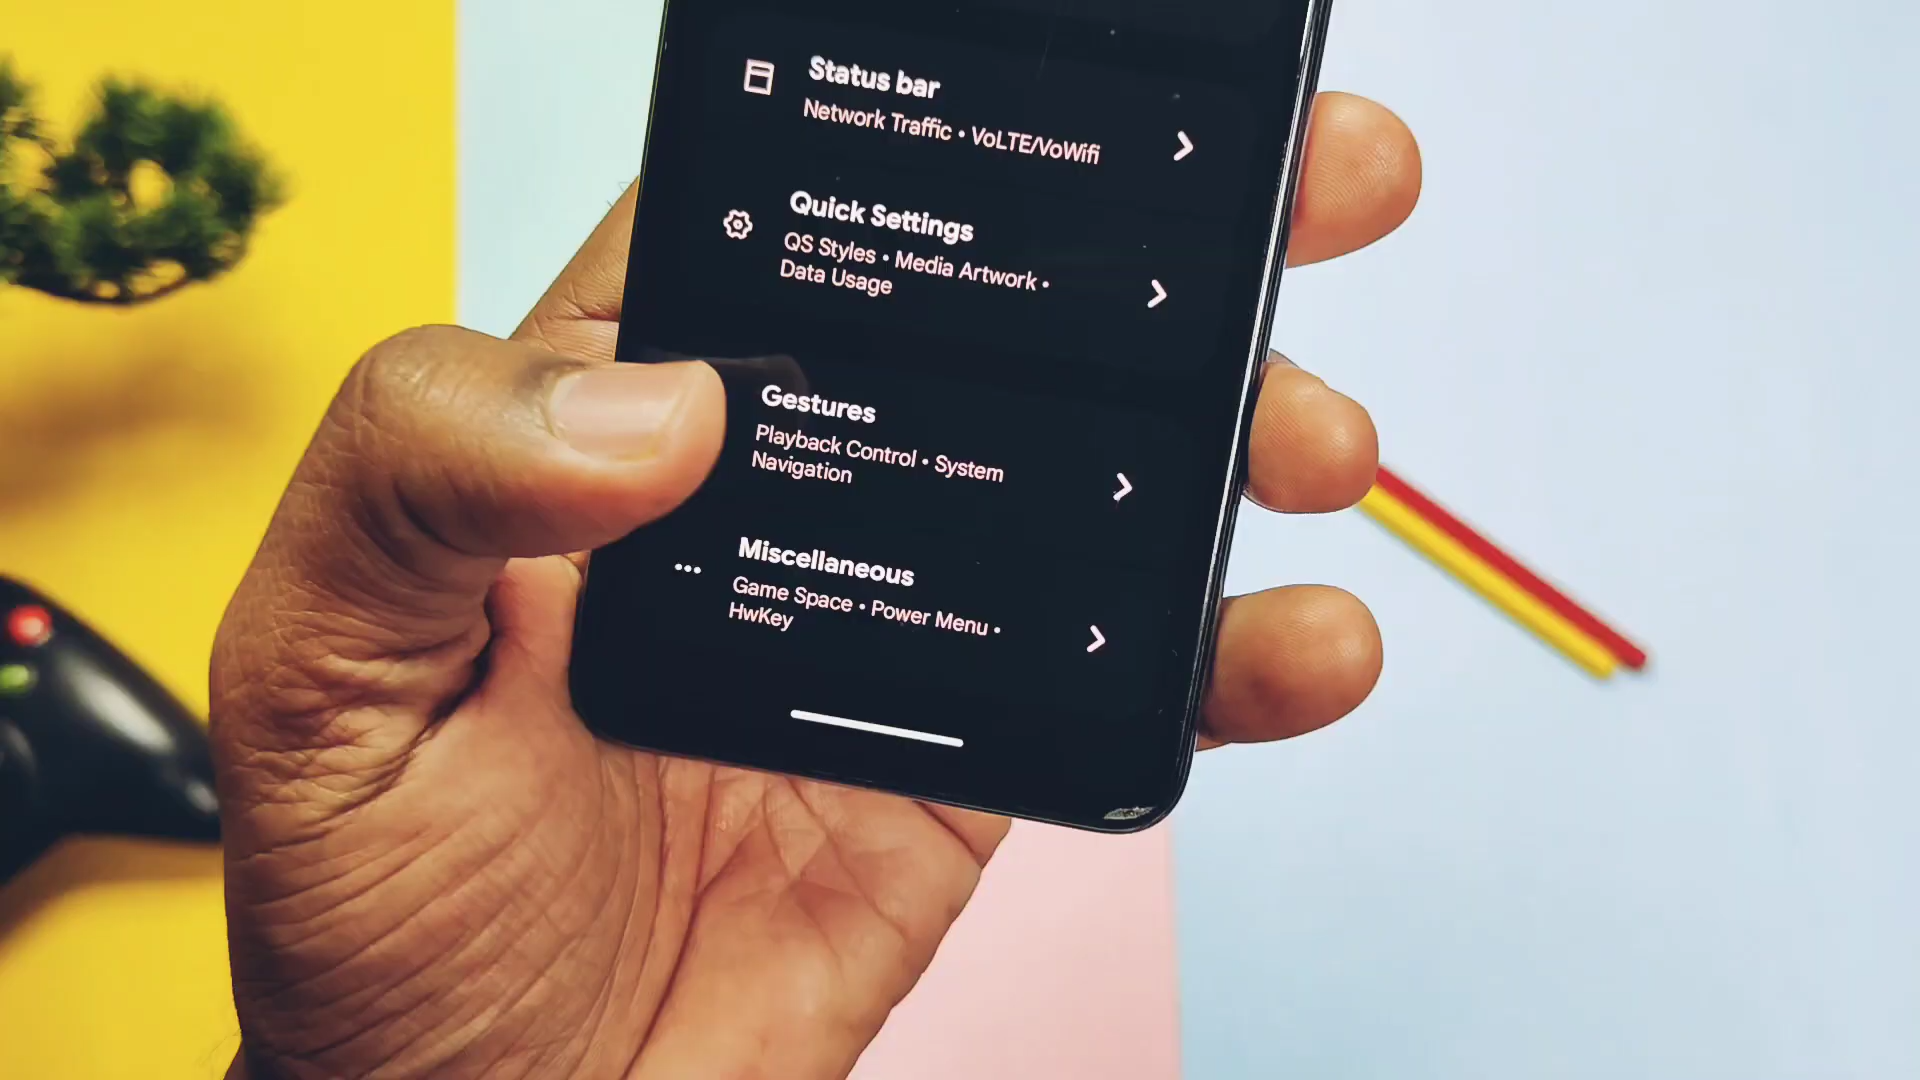 Status bar
Network Traffic • VoLTE/VoWifi
Quick Settings
QS Styles • Media Artwork •
Data Usage
Gestures
Playback Control • System
Navigation
Miscellaneous
Game Space • Power Menu •
HwKey